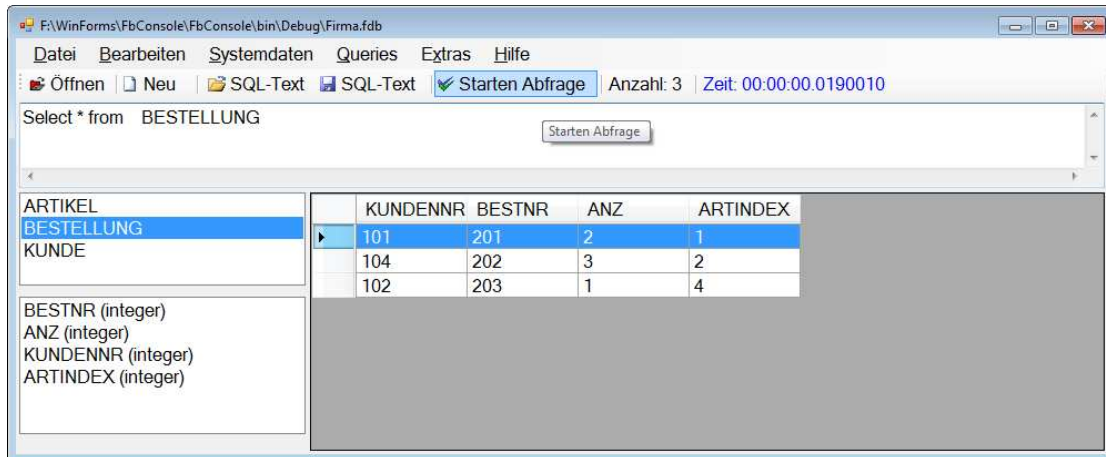 F:\WinForms\FbConsole\FbConsole\bin\Debug\Firma.fdb
Datei Bearbeiten Systemdaten Queries Extras Hilfe
Öffnen Neu SQL-Text SQL-Text Starten Abfrage Anzahl: 3 Zeit: 00:00:00.0190010
Select * from BESTELLUNG
Starten Abfrage
ARTIKEL
BESTELLUNG
KUNDE
BESTNR (integer)
ANZ (integer)
KUNDENNR (integer)
ARTINDEX (integer)
KUNDENNR BESTNR ANZ ARTINDEX
101 201 2 1
104 202 3 2
102 203 1 4